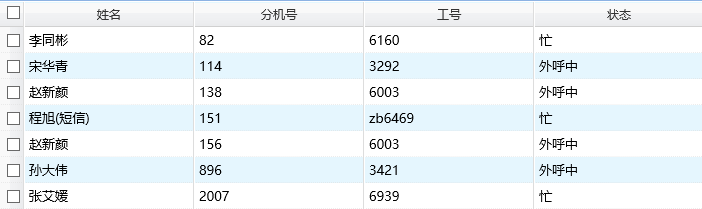 姓名 分机号 工号 状态
李同彬 82 6160 忙
宋华青 114 3292 外呼中
赵新颜 138 6003 外呼中
程旭(短信) 151 zb6469 忙
赵新颜 156 6003 外呼中
孙大伟 896 3421 外呼中
张艾媛 2007 6939 忙